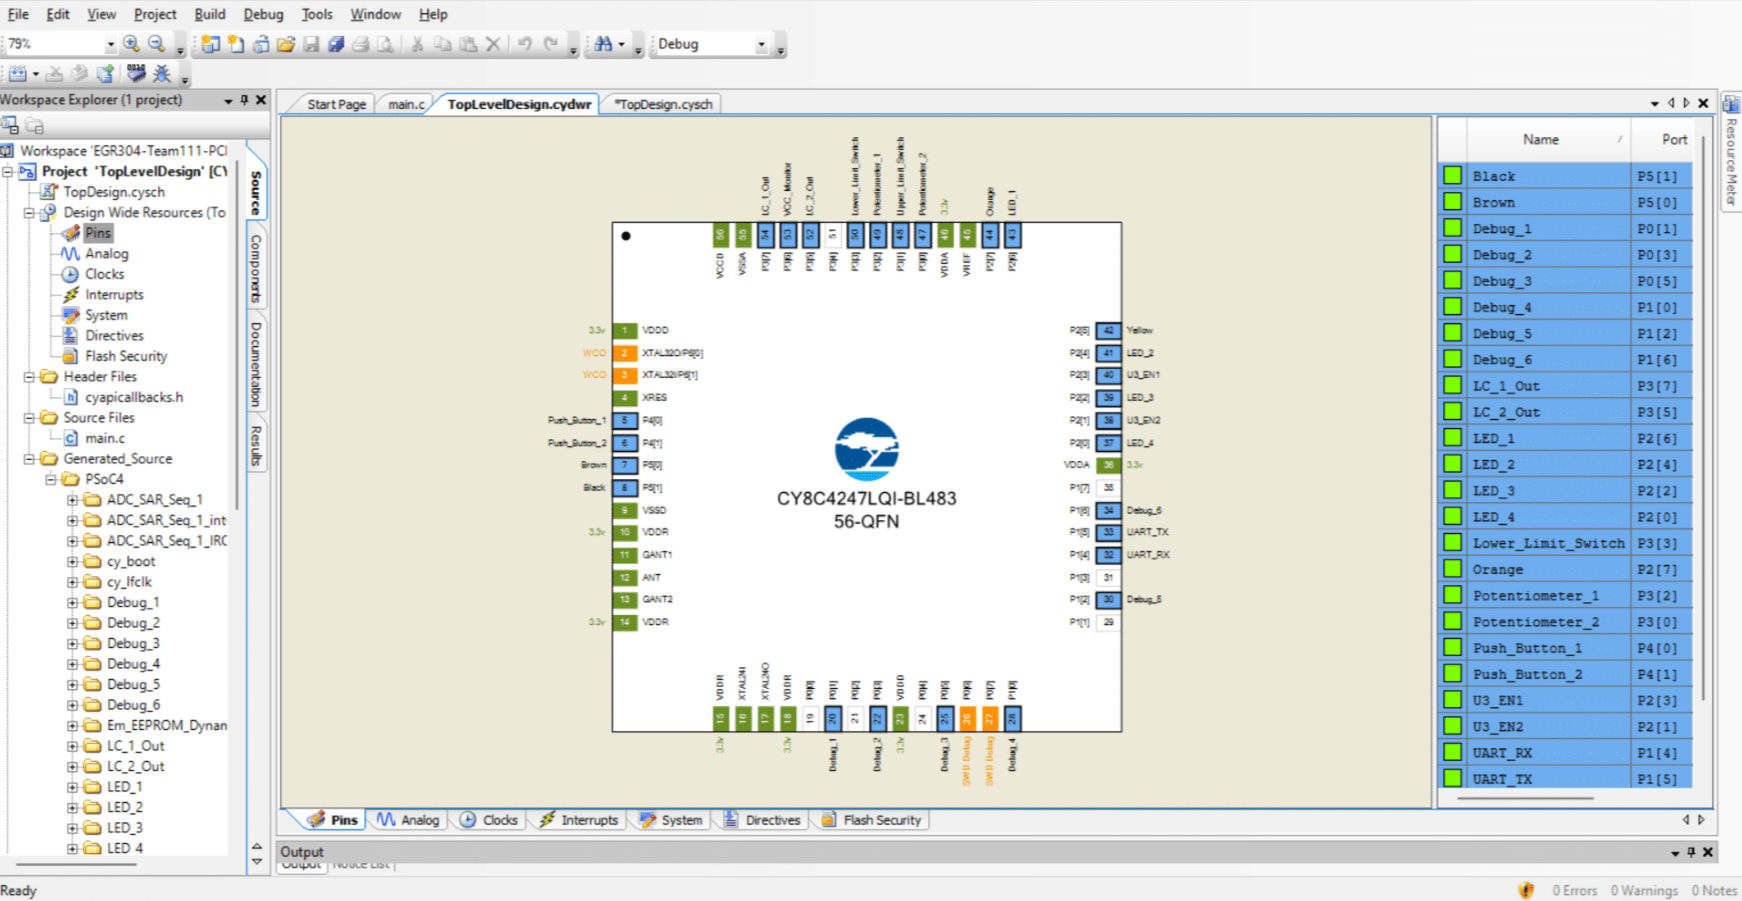 File Edit View Project Build Debug Tools Window Help
79%
Debug
Workspace Explorer (1 project)
Start Page main.c TopLevelDesign.cydwr *TopDesign.cysch
Workspace 'EGR304-Team111-PC
Project 'TopLevelDesign' [CY
TopDesign.cysch
Design Wide Resources (To
Pins
Analog
Clocks
Interrupts
System
Directives
Flash Security
Header Files
cyapicallbacks.h
Source Files
main.c
Generated_Source
PSoC4
ADC_SAR_Seq_1
ADC_SAR_Seq_1_int
ADC_SAR_Seq_1_IRC
cy_boot
cy_lfclk
Debug_1
Debug_2
Debug_3
Debug_4
Debug_5
Debug_6
Em_EEPROM_Dynan
LC_1_Out
LC_2_Out
LED_1
LED_2
LED_3
LED 4
Source
Components
Documentation
Results
LC_1_Out VCC_Monitor LC_2_Out Lower_Limit_Switch Potentiometer_1 Upper_Limit_Switch Potentiometer_2 3.3v Orange LED_1
56 55 54 53 52 51 50 49 48 47 46 45 44 43
VCCD VSSA P3[7] P3[6] P3[5] P3[4] P3[3] P3[2] P3[1] P3[0] VDDA VREF P2[7] P2[6]
3.3v 1 VDDD
WCO 2 XTAL32O/P6[0]
WCO 3 XTAL32I/P6[1]
4 XRES
Push_Button_1 5 P4[0]
Push_Button_2 6 P4[1]
Brown 7 P5[0]
Black 8 P5[1]
9 VSSD
3.3v 10 VDDR
11 GANT1
12 ANT
13 GANT2
3.3v 14 VDDR
CY8C4247LQI-BL483
56-QFN
P2[5] 42 Yellow
P2[4] 41 LED_2
P2[3] 40 U3_EN1
P2[2] 39 LED_3
P2[1] 38 U3_EN2
P2[0] 37 LED_4
VDDA 36 3.3v
P1[7] 35
P1[6] 34 Debug_6
P1[5] 33 UART_TX
P1[4] 32 UART_RX
P1[3] 31
P1[2] 30 Debug_5
P1[1] 29
VDDR XTAL24I XTAL24O VDDR P0[0] P0[1] P0[2] P0[3] VDDD P0[4] P0[5] P0[6] P0[7] P1[0]
15 16 17 18 19 20 21 22 23 24 25 26 27 28
3.3v 3.3v Debug_1 Debug_2 3.3v Debug_3 SWD Debug SWD Debug Debug_4
Name Port
Black P5[1]
Brown P5[0]
Debug_1 P0[1]
Debug_2 P0[3]
Debug_3 P0[5]
Debug_4 P1[0]
Debug_5 P1[2]
Debug_6 P1[6]
LC_1_Out P3[7]
LC_2_Out P3[5]
LED_1 P2[6]
LED_2 P2[4]
LED_3 P2[2]
LED_4 P2[0]
Lower_Limit_Switch P3[3]
Orange P2[7]
Potentiometer_1 P3[2]
Potentiometer_2 P3[0]
Push_Button_1 P4[0]
Push_Button_2 P4[1]
U3_EN1 P2[3]
U3_EN2 P2[1]
UART_RX P1[4]
UART_TX P1[5]
Resource Meter
Pins Analog Clocks Interrupts System Directives Flash Security
Output
Output Notice List
Ready 0 Errors 0 Warnings 0 Notes